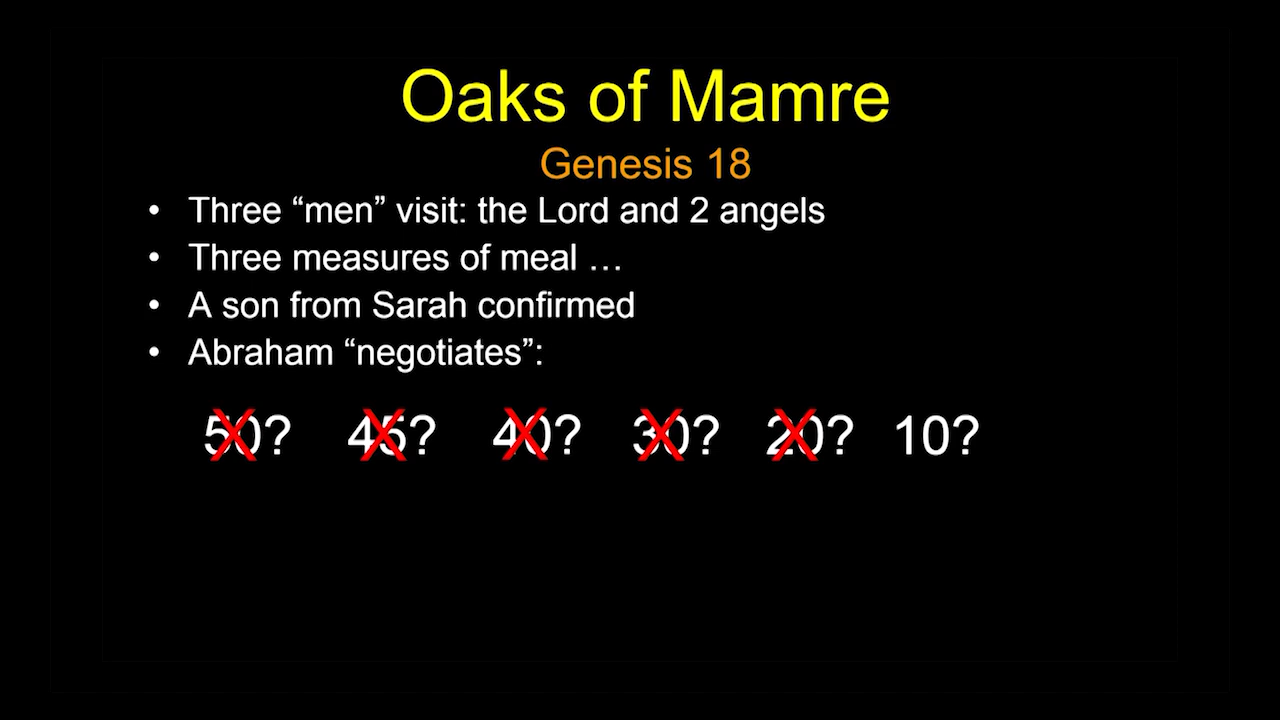 Oaks of Mamre
Genesis 18
• Three “men” visit: the Lord and 2 angels
• Three measures of meal …
• A son from Sarah confirmed
• Abraham “negotiates”:
50? 45? 40? 30? 20? 10?